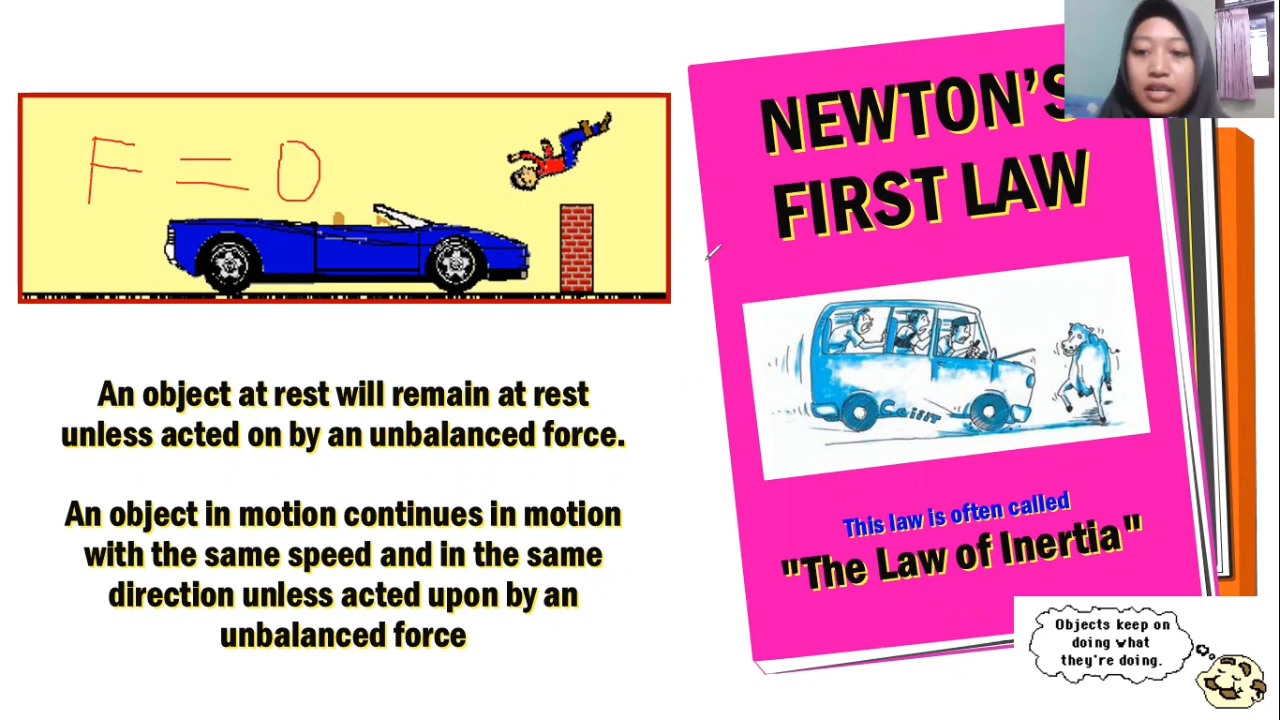 F = 0
An object at rest will remain at rest
unless acted on by an unbalanced force.
An object in motion continues in motion
with the same speed and in the same
direction unless acted upon by an
unbalanced force
NEWTON'S
FIRST LAW
CeiiiT
This law is often called
"The Law of Inertia"
Objects keep on
doing what
they're doing.